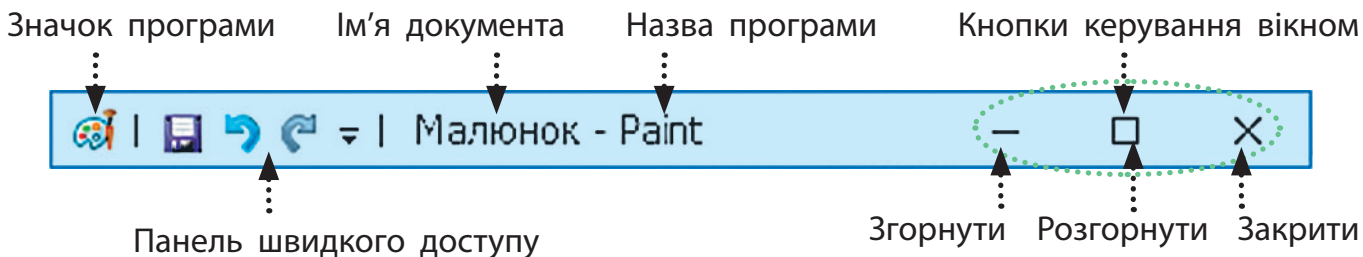 Значок програми Ім’я документа Назва програми Кнопки керування вікном
Малюнок - Paint
Панель швидкого доступу Згорнути Розгорнути Закрити